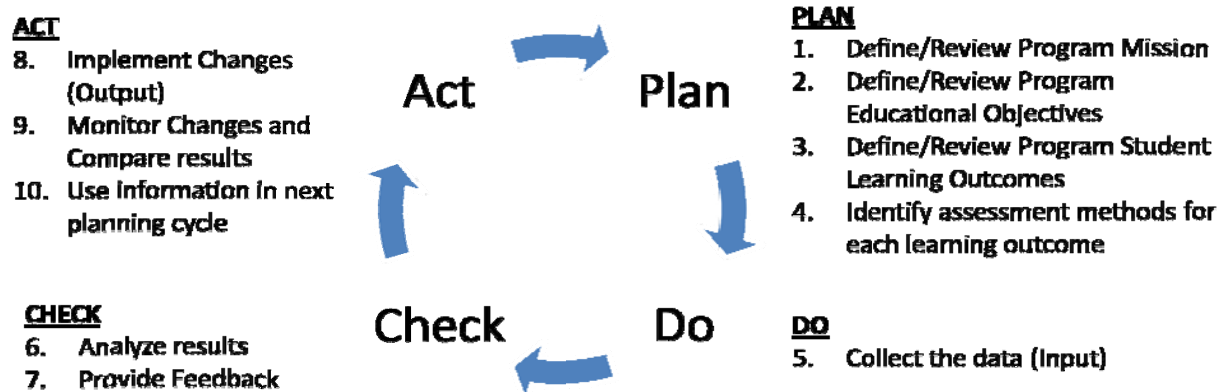 ACT
8. Implement Changes
(Output)
9. Monitor Changes and
Compare results
10. Use information in next
planning cycle
Act
Plan
PLAN
1. Define/Review Program Mission
2. Define/Review Program
Educational Objectives
3. Define/Review Program Student
Learning Outcomes
4. Identify assessment methods for
each learning outcome
CHECK
6. Analyze results
7. Provide Feedback
Check
Do
DO
5. Collect the data (Input)